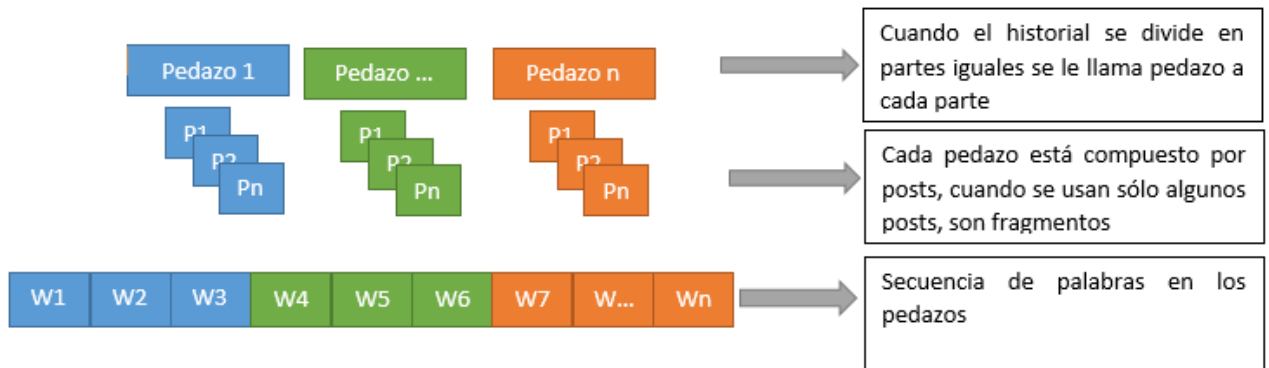 Pedazo 1
Pedazo ...
Pedazo n
Cuando el historial se divide en
partes iguales se le llama pedazo a
cada parte
P1
P2
Pn
P1
P2
Pn
P1
P2
Pn
Cada pedazo está compuesto por
posts, cuando se usan sólo algunos
posts, son fragmentos
W1 W2 W3 W4 W5 W6 W7 W... Wn
Secuencia de palabras en los
pedazos